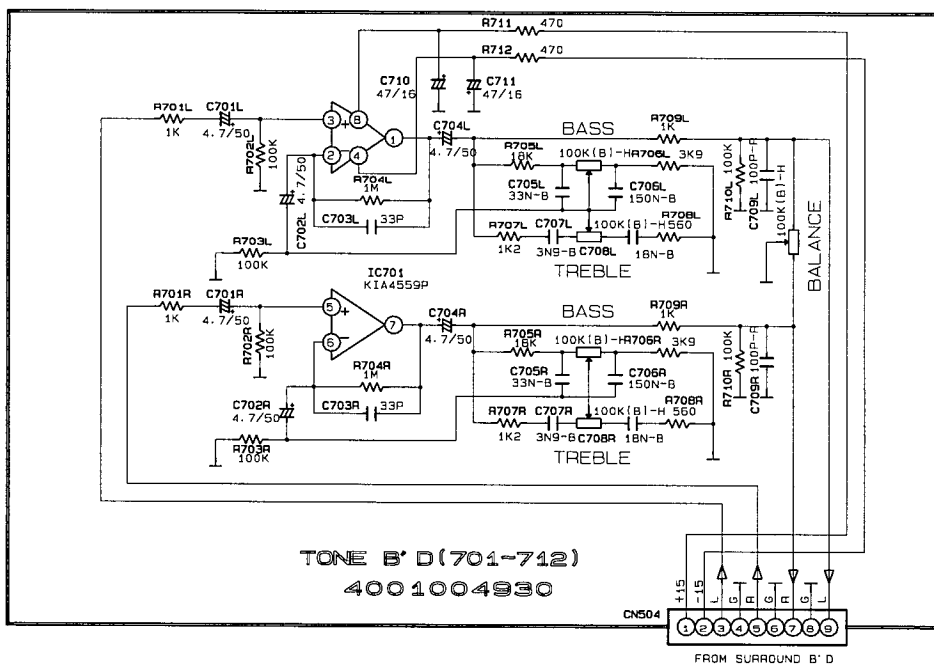 R711 470
R712 470
C710 47/16
C711 47/16
R701L 1K
C701L 4.7/50
R702L 100K
3 + 8 1
2 − 4
C704L 4.7/50
BASS
R709L 1K
R705L 18K
100K(B)-H
R706L 3K9
C705L 33N-B
C706L 150N-B
R704L 1M
C703L 33P
4.7/50 C702L
R703L 100K
R707L 1K2
C707L 3N9-B
100K(B)-H
C708L 18N-B
R708L 560
TREBLE
100K R710L
100P-R C709L
100K(B)-H
BALANCE
IC701
KIA4559P
R701R 1K
C701R 4.7/50
R702R 100K
5 + 7
6 −
C704R 4.7/50
BASS
R709R 1K
R705R 18K
100K(B)-H
R706R 3K9
C705R 33N-B
C706R 150N-B
R704R 1M
C703R 33P
C702R 4.7/50
R703R 100K
R707R 1K2
C707R 3N9-B
100K(B)-H
C708R 18N-B
R708R 560
TREBLE
100K R710R
100P-R C709R
TONE B'D(701-712)
4001004930
+15 -15 L G R G R G L
CN504
1 2 3 4 5 6 7 8 9
FROM SURROUND B'D